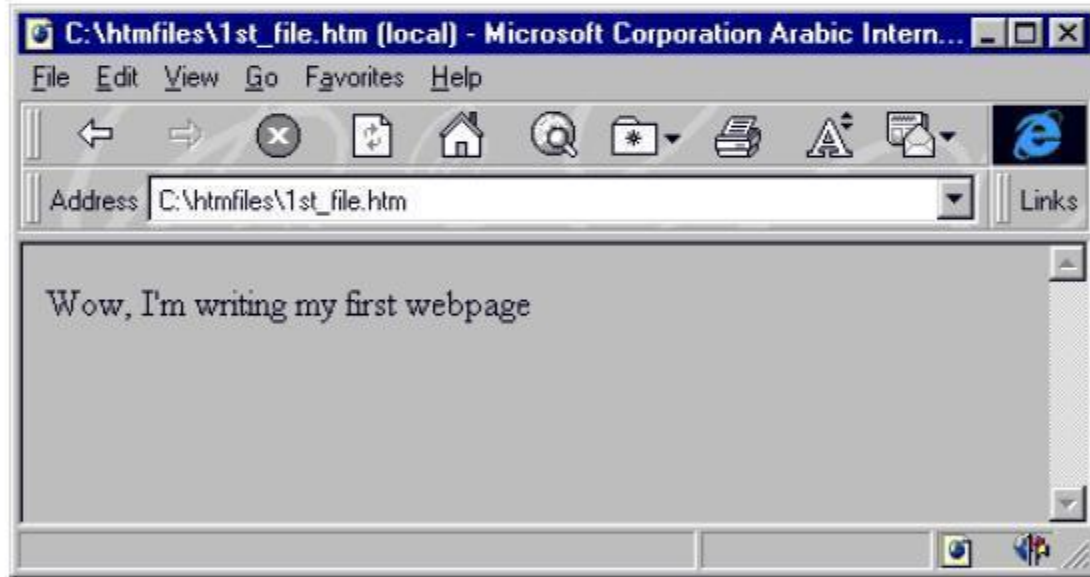 C:\htmfiles\1st_file.htm (local) - Microsoft Corporation Arabic Intern...
File Edit View Go Favorites Help
Address C:\htmfiles\1st_file.htm Links
Wow, I'm writing my first webpage